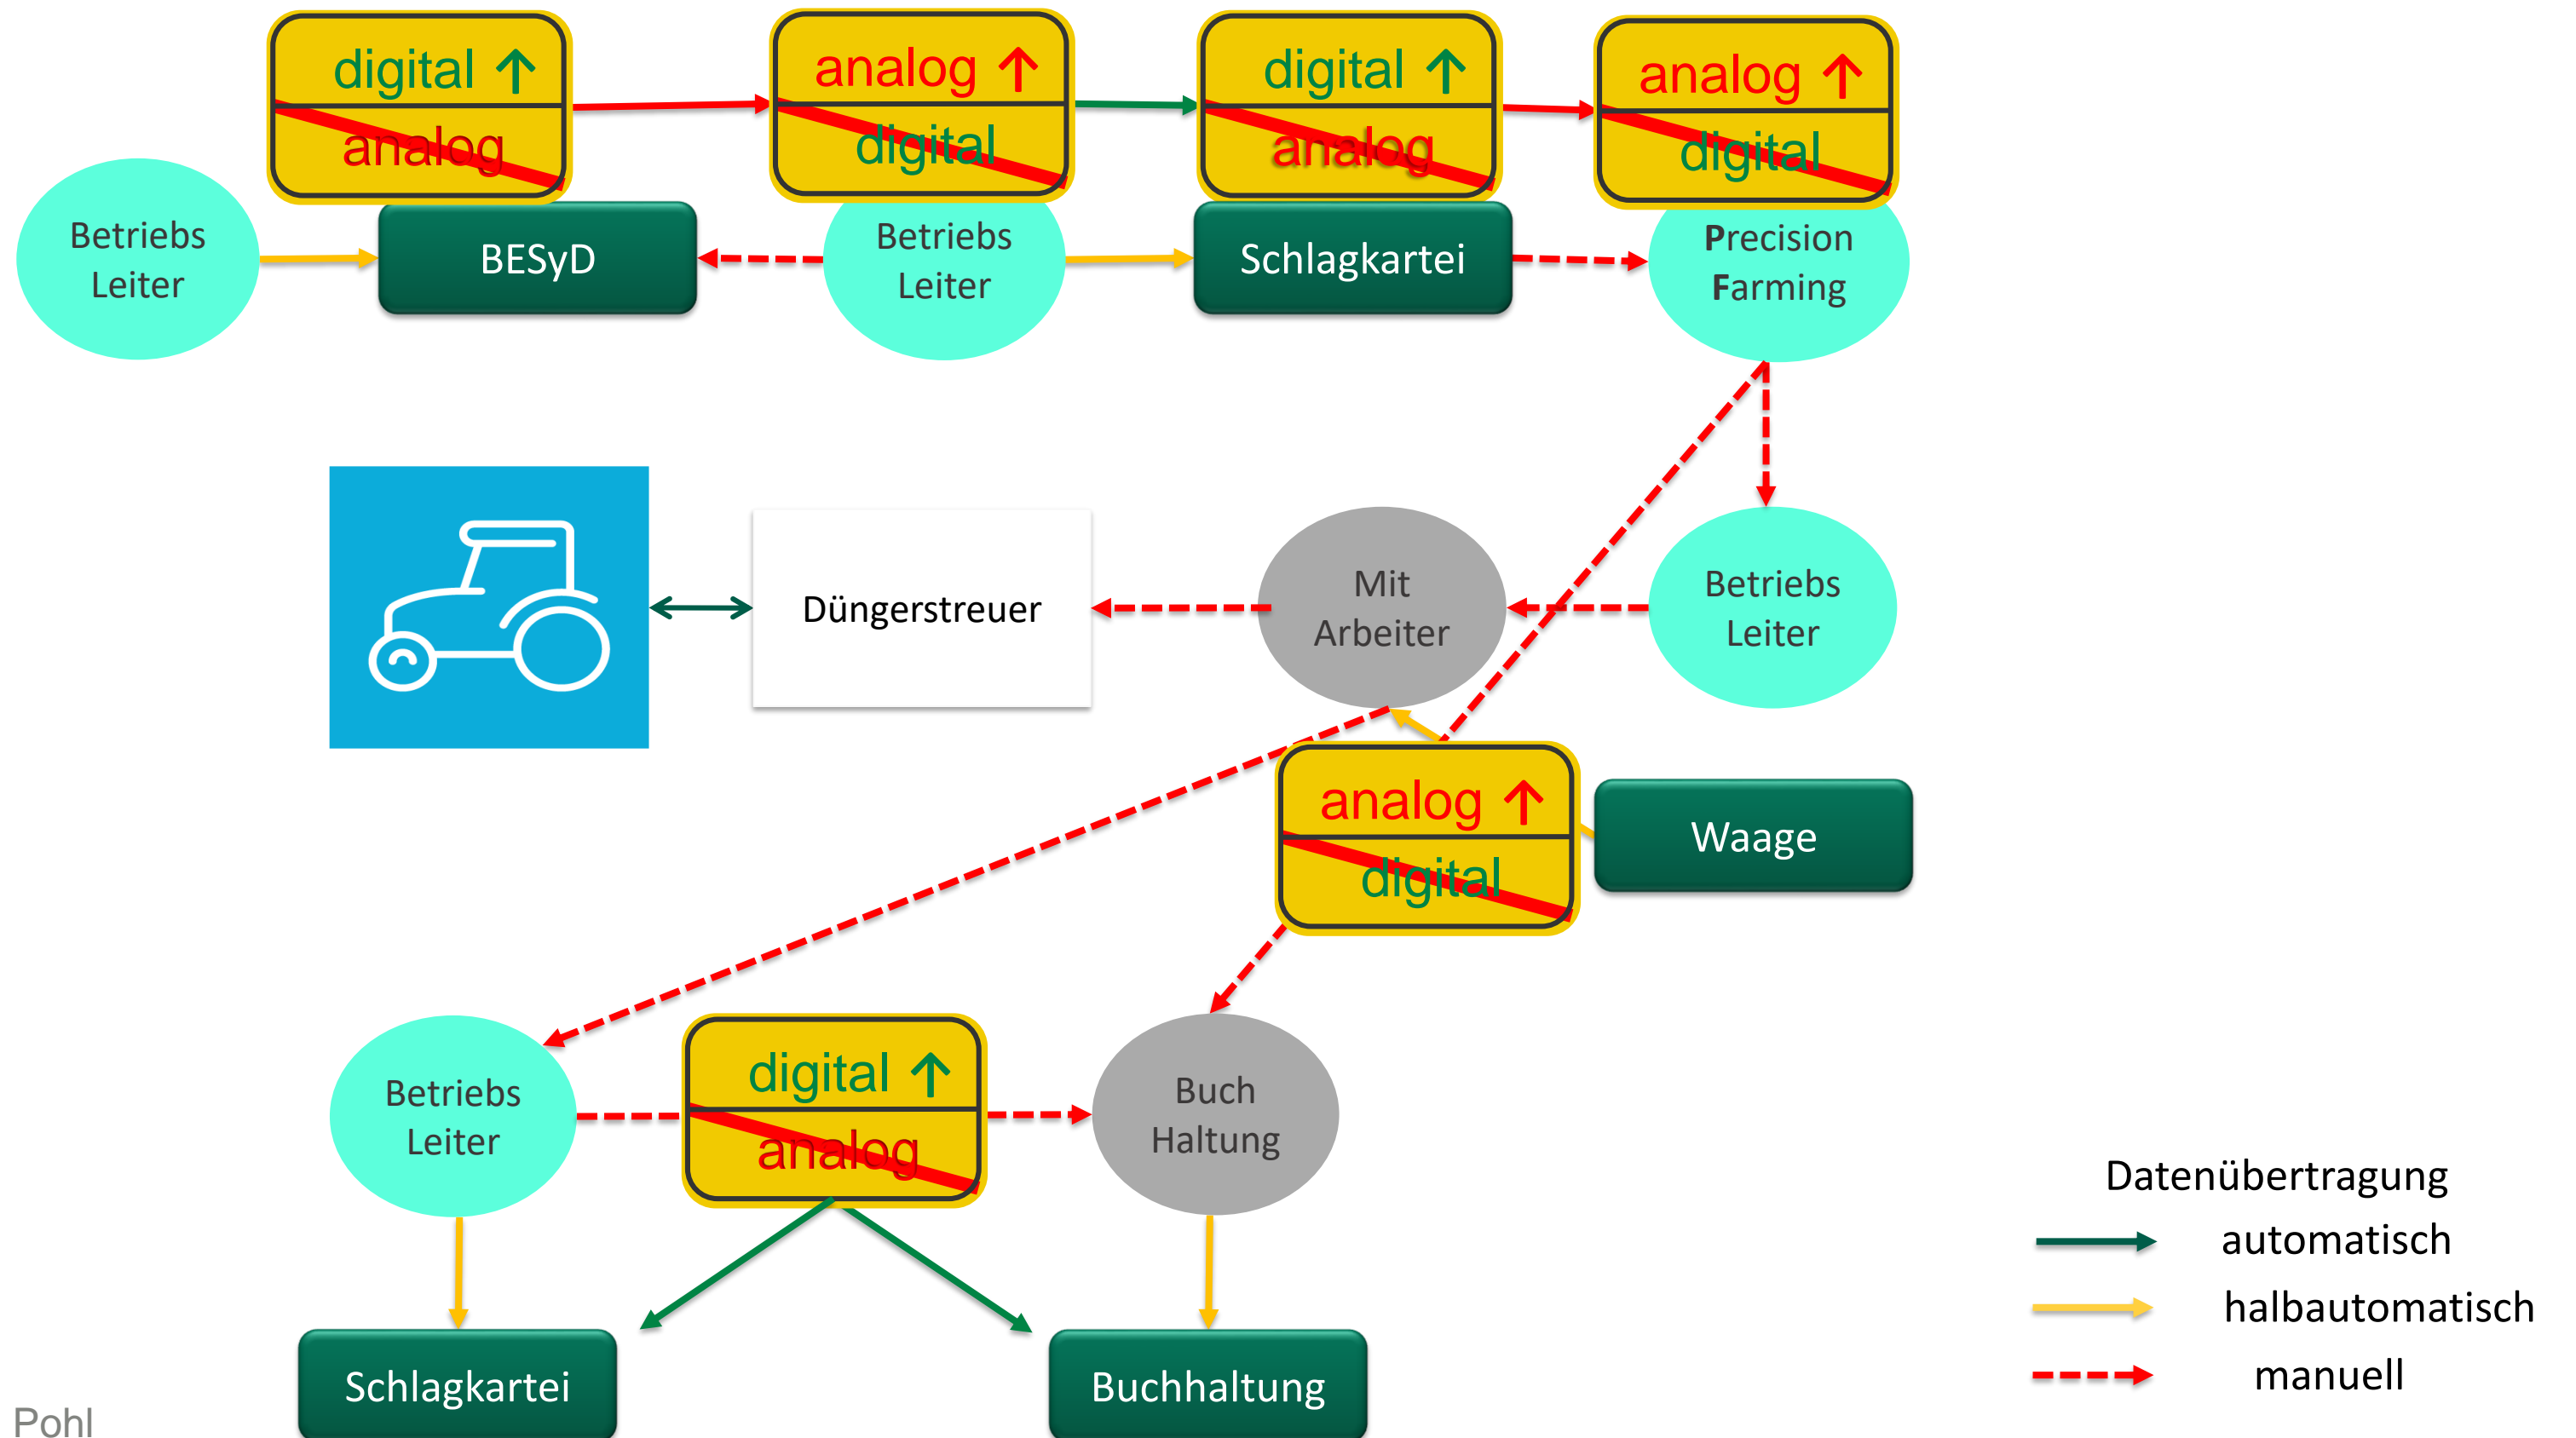 digital ↑
analog
analog ↑
digital
digital ↑
analog
analog ↑
digital
Betriebs
Leiter
BESyD
Betriebs
Leiter
Schlagkartei
Precision
Farming
Düngerstreuer
Mit
Arbeiter
Betriebs
Leiter
analog ↑
digital
Waage
Betriebs
Leiter
digital ↑
analog
Buch
Haltung
Schlagkartei
Buchhaltung
Datenübertragung
automatisch
halbautomatisch
manuell
Pohl